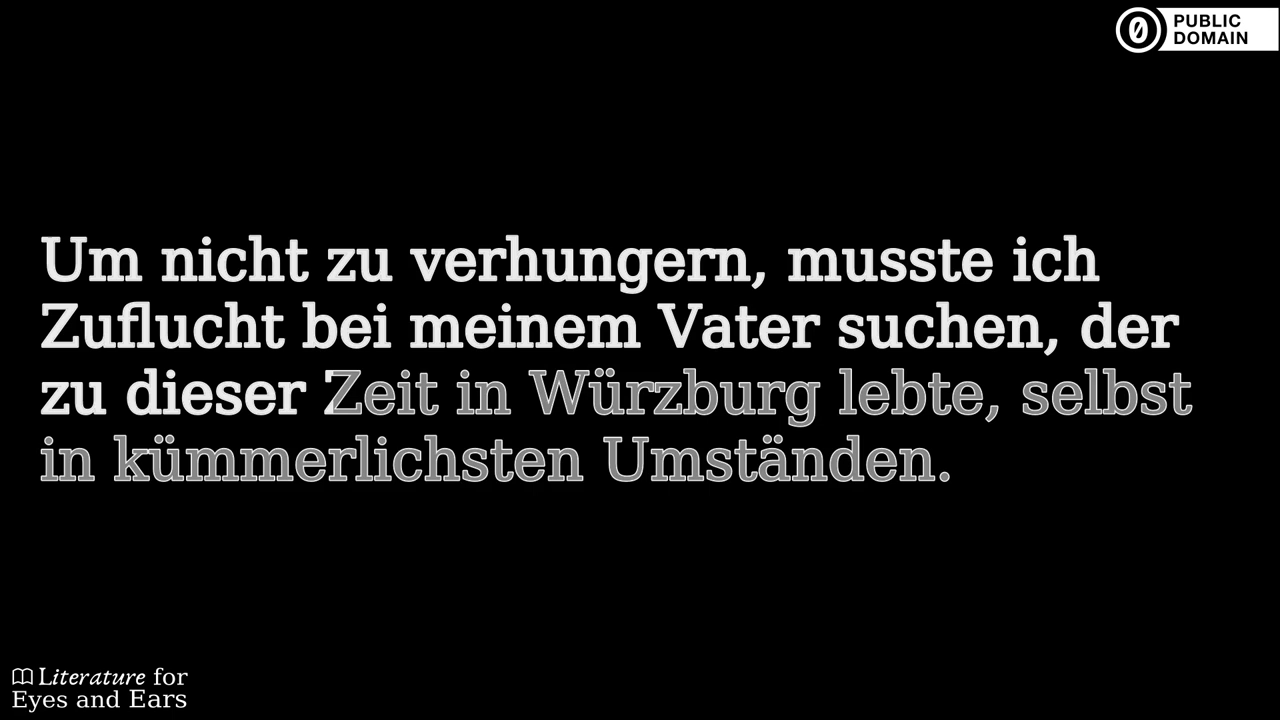 PUBLIC
DOMAIN
Um nicht zu verhungern, musste ich
Zuflucht bei meinem Vater suchen, der
zu dieser Zeit in Würzburg lebte, selbst
in kümmerlichsten Umständen.
Literature for
Eyes and Ears